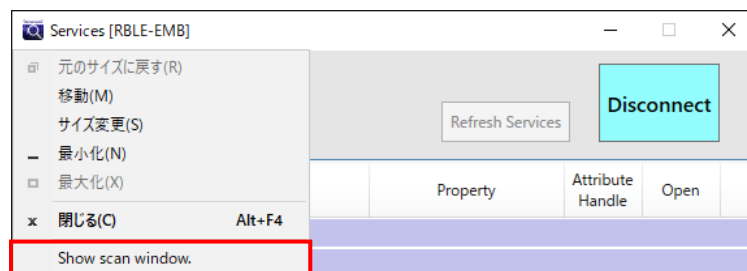 Services [RBLE-EMB]
元のサイズに戻す(R)
移動(M)
サイズ変更(S)
最小化(N)
最大化(X)
閉じる(C) Alt+F4
Show scan window.
Refresh Services
Disconnect
Property
Attribute
Handle
Open